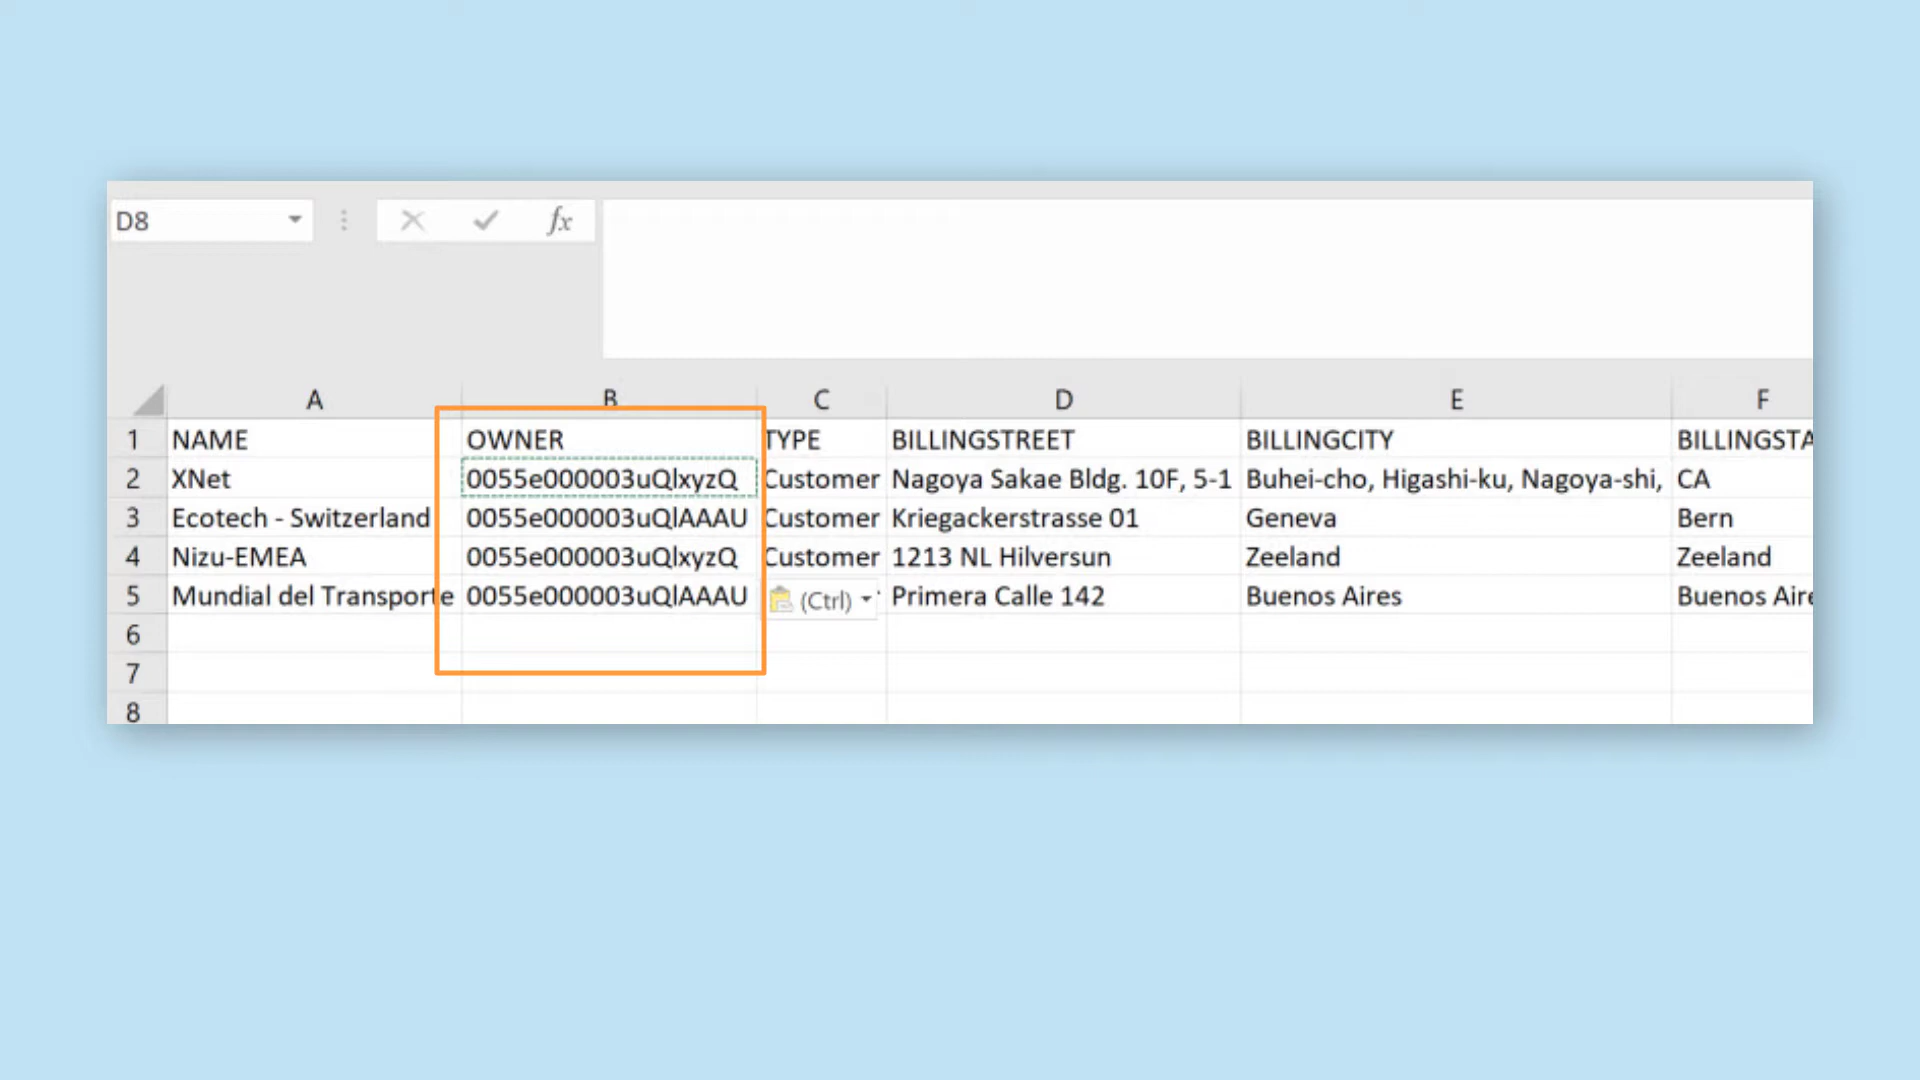 D8 fx
A B C D E F
1 NAME OWNER TYPE BILLINGSTREET BILLINGCITY BILLINGSTA
2 XNet 0055e000003uQlxyzQ Customer Nagoya Sakae Bldg. 10F, 5-1 Buhei-cho, Higashi-ku, Nagoya-shi, CA
3 Ecotech - Switzerland 0055e000003uQlAAAU Customer Kriegackerstrasse 01 Geneva Bern
4 Nizu-EMEA 0055e000003uQlxyzQ Customer 1213 NL Hilversun Zeeland Zeeland
5 Mundial del Transporte 0055e000003uQlAAAU (Ctrl) Primera Calle 142 Buenos Aires Buenos Aire
6
7
8